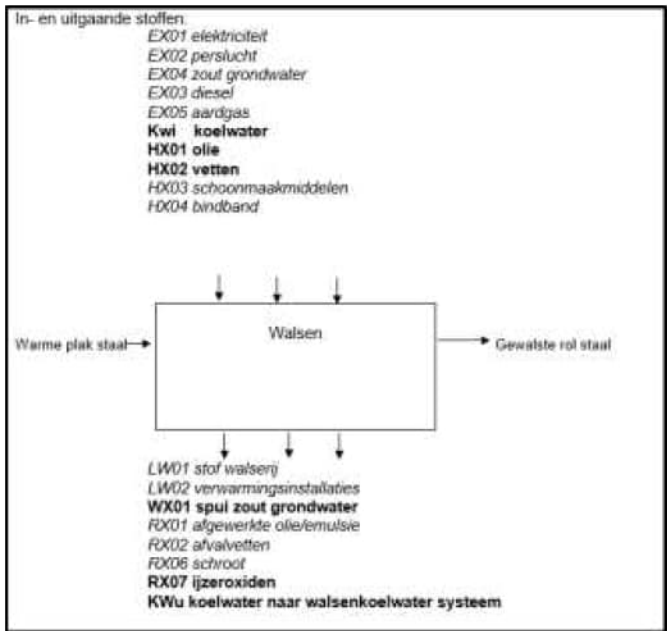 In- en uitgaande stoffen:
EX01 elektriciteit
EX02 perslucht
EX04 zout grondwater
EX03 diesel
EX05 aardgas
Kwi koelwater
HX01 olie
HX02 vetten
HX03 schoonmaakmiddelen
HX04 bindband
Walsen
Warme plak staal
Gewalste rol staal
LW01 stof walserij
LW02 verwarmingsinstallaties
WX01 spui zout grondwater
RX01 afgewerkte olie/emulsie
RX02 afvalvetten
RX06 schroot
RX07 ijzeroxiden
KWu koelwater naar walsenkoelwater systeem